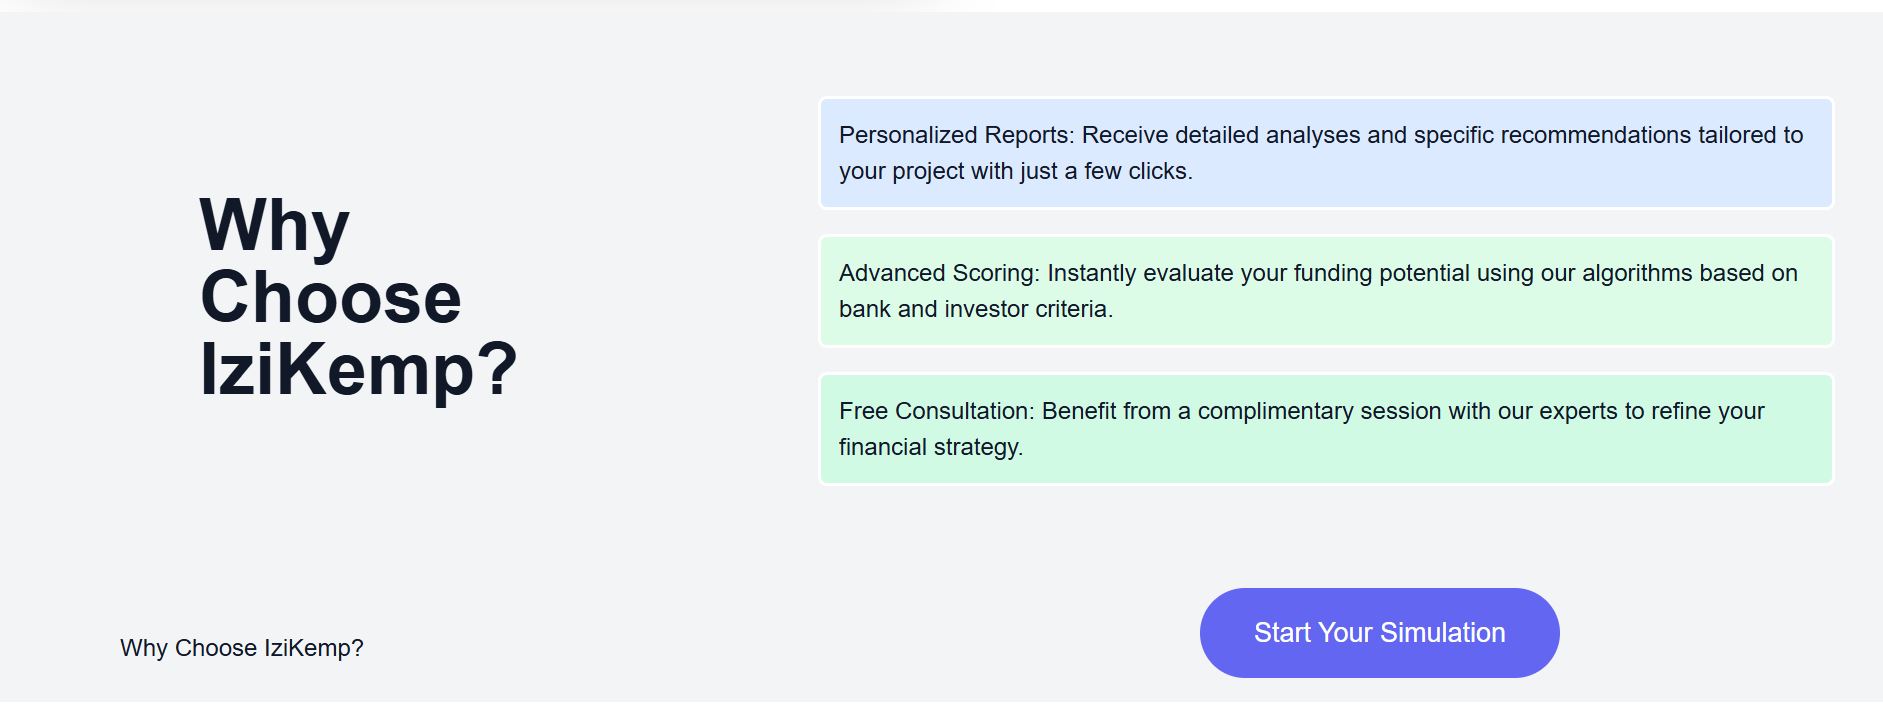 Why
Choose
IziKemp?
Personalized Reports: Receive detailed analyses and specific recommendations tailored to
your project with just a few clicks.
Advanced Scoring: Instantly evaluate your funding potential using our algorithms based on
bank and investor criteria.
Free Consultation: Benefit from a complimentary session with our experts to refine your
financial strategy.
Why Choose IziKemp?
Start Your Simulation